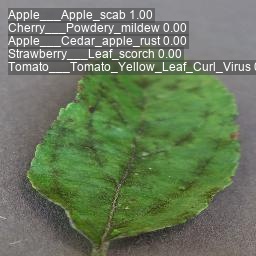 Apple___Apple_scab 1.00
Cherry___Powdery_mildew 0.00
Apple___Cedar_apple_rust 0.00
Strawberry___Leaf_scorch 0.00
Tomato___Tomato_Yellow_Leaf_Curl_Virus